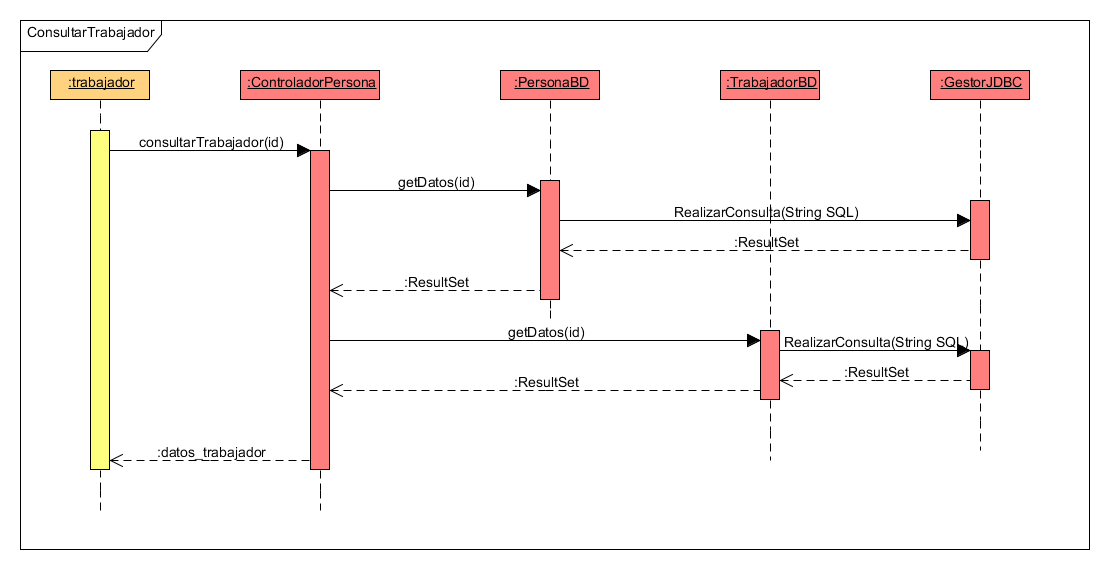 ConsultarTrabajador
:trabajador
:ControladorPersona
:PersonaBD
:TrabajadorBD
:GestorJDBC
consultarTrabajador(id)
getDatos(id)
RealizarConsulta(String SQL)
:ResultSet
:ResultSet
getDatos(id)
RealizarConsulta(String SQL)
:ResultSet
:ResultSet
:datos_trabajador